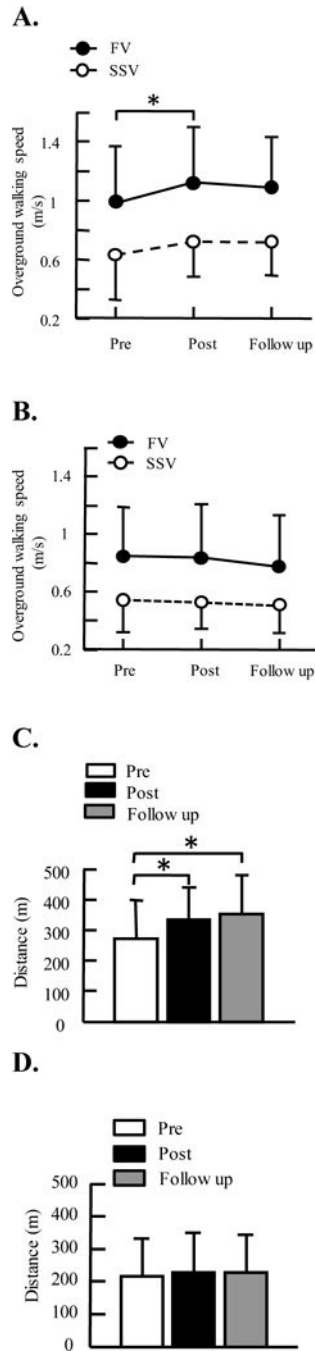 A.
FV
SSV
*
Overground walking speed
(m/s)
1.4
1
0.6
0.2
Pre Post Follow up
B.
FV
SSV
Overground walking speed
(m/s)
1.4
1
0.6
0.2
Pre Post Follow up
C.
Pre
Post
Follow up
*
*
Distance (m)
500
400
300
200
100
0
D.
Pre
Post
Follow up
Distance (m)
500
400
300
200
100
0